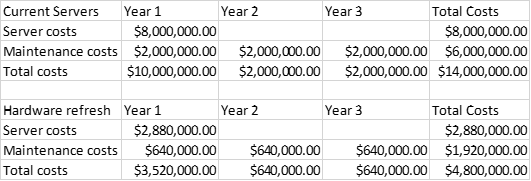 Current Servers Year 1 Year 2 Year 3 Total Costs
Server costs $8,000,000.00 $8,000,000.00
Maintenance costs $2,000,000.00 $2,000,000.00 $2,000,000.00 $6,000,000.00
Total costs $10,000,000.00 $2,000,000.00 $2,000,000.00 $14,000,000.00
Hardware refresh Year 1 Year 2 Year 3 Total Costs
Server costs $2,880,000.00 $2,880,000.00
Maintenance costs $640,000.00 $640,000.00 $640,000.00 $1,920,000.00
Total costs $3,520,000.00 $640,000.00 $640,000.00 $4,800,000.00